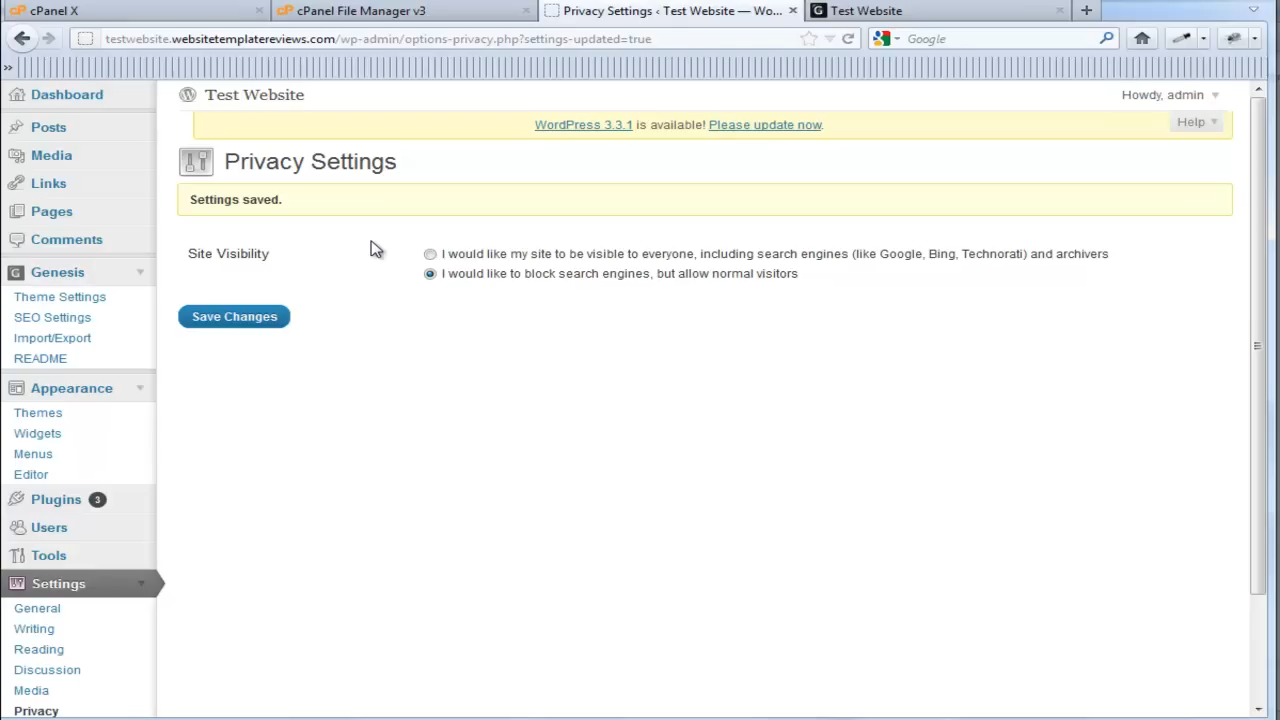 cPanel X
cPanel File Manager v3
Privacy Settings ‹ Test Website — Wo...
Test Website
testwebsite.websitetemplatereviews.com/wp-admin/options-privacy.php?settings-updated=true
Google
»
Dashboard
Posts
Media
Links
Pages
Comments
Genesis
Theme Settings
SEO Settings
Import/Export
README
Appearance
Themes
Widgets
Menus
Editor
Plugins 3
Users
Tools
Settings
General
Writing
Reading
Discussion
Media
Privacy
Test Website
Howdy, admin
WordPress 3.3.1 is available! Please update now.
Help
Privacy Settings
Settings saved.
Site Visibility
I would like my site to be visible to everyone, including search engines (like Google, Bing, Technorati) and archivers
I would like to block search engines, but allow normal visitors
Save Changes